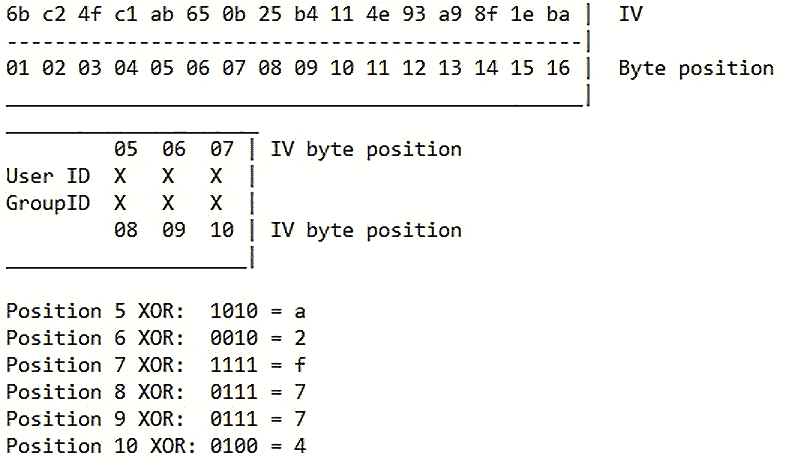 6b c2 4f c1 ab 65 0b 25 b4 11 4e 93 a9 8f 1e ba | IV
------------------------------------------------|
01 02 03 04 05 06 07 08 09 10 11 12 13 14 15 16 | Byte position
________________________________________________|
_____________________
05 06 07 | IV byte position
User ID X X X |
GroupID X X X |
08 09 10 | IV byte position
____________________|
Position 5 XOR: 1010 = a
Position 6 XOR: 0010 = 2
Position 7 XOR: 1111 = f
Position 8 XOR: 0111 = 7
Position 9 XOR: 0111 = 7
Position 10 XOR: 0100 = 4